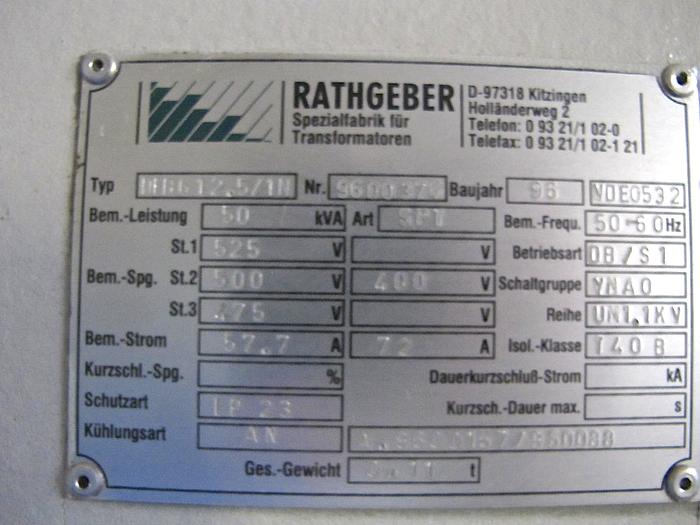 RATHGEBER
Spezialfabrik für
Transformatoren
D-97318 Kitzingen
Holländerweg 2
Telefon: 0 93 21/1 02-0
Telefax: 0 93 21/1 02-1 21
Typ Nr. Baujahr 96 VDE0532
Bem.-Leistung 50 kVA Art SPT Bem.-Frequ. 50-60 Hz
St.1 525 V V Betriebsart DB/S1
Bem.-Spg. St.2 500 V 400 V Schaltgruppe YNA0
St.3 475 V V Reihe UN1.1KV
Bem.-Strom 57.7 A 72 A Isol.-Klasse T40B
Kurzschl.-Spg. % Dauerkurzschluß-Strom kA
Schutzart IP 23 Kurzsch.-Dauer max. s
Kühlungsart AN
Ges.-Gewicht t